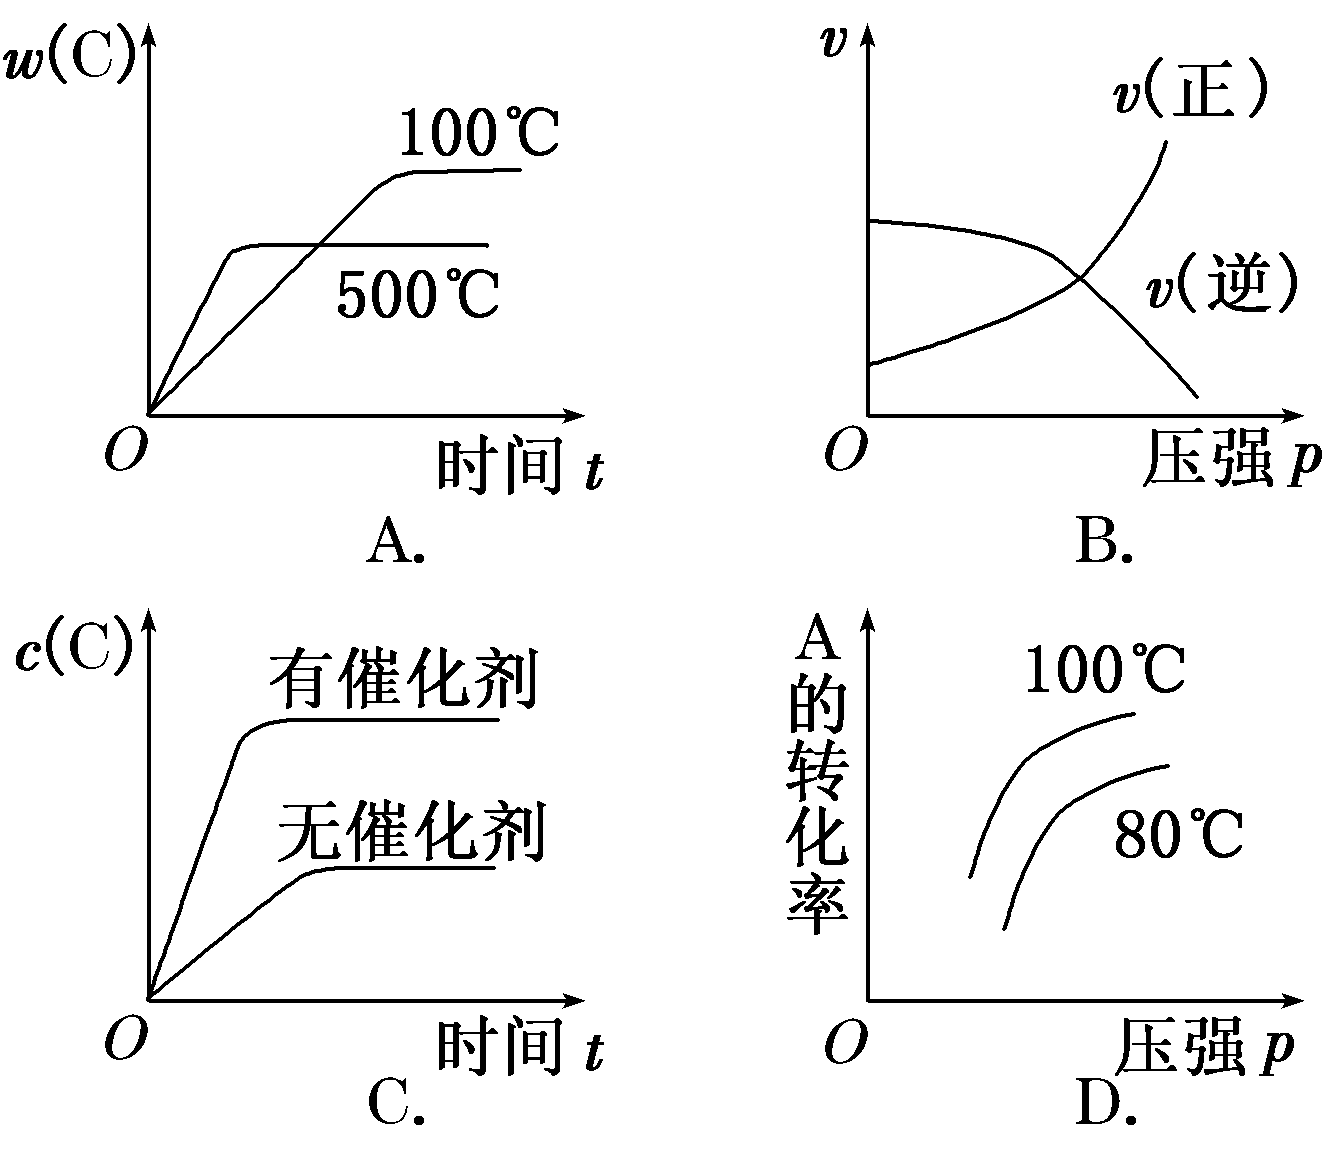 w(C)
100℃
500℃
O
时间 t
A.
v
v(正)
v(逆)
O
压强 p
B.
c(C)
有催化剂
无催化剂
O
时间 t
C.
A的转化率
100℃
80℃
O
压强 p
D.